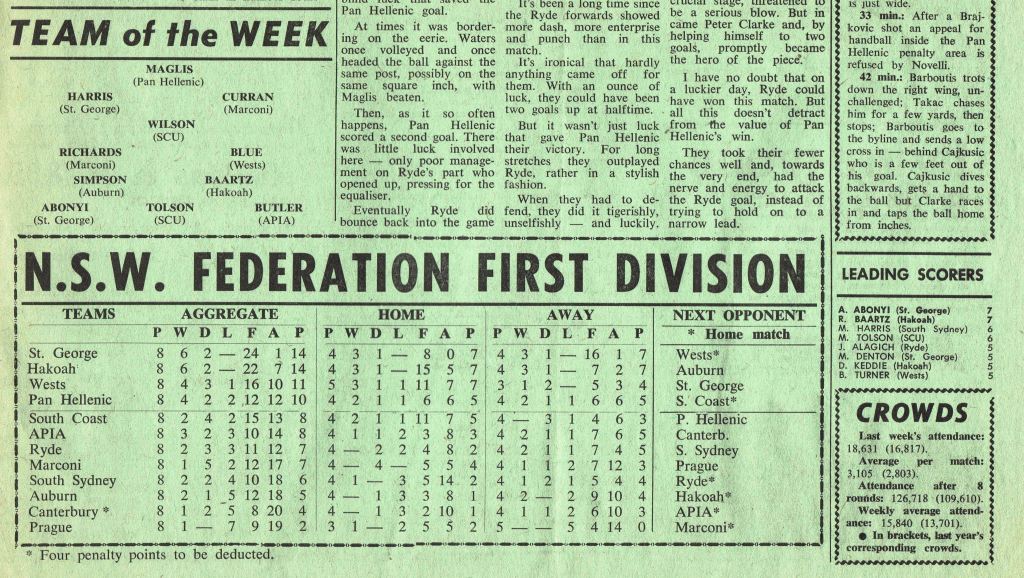 TEAM of the WEEK
MAGLIS
(Pan Hellenic)
HARRIS CURRAN
(St. George) (Marconi)
WILSON
(SCU)
RICHARDS BLUE
(Marconi) (Wests)
SIMPSON BAARTZ
(Auburn) (Hakoah)
ABONYI TOLSON BUTLER
(St. George) (SCU) (APIA)
Pan Hellenic goal.
At times it was border-
ing on the eerie. Waters
once volleyed and once
headed the ball against the
same post, possibly on the
same square inch, with
Maglis beaten.
Then, as it so often
happens, Pan Hellenic
scored a second goal. There
was little luck involved
here — only poor manage-
ment on Ryde's part who
opened up, pressing for the
equaliser.
Eventually Ryde did
bounce back into the game
It's been a long time since
the Ryde forwards showed
more dash, more enterprise
and punch than in this
match.
It's ironical that hardly
anything came off for
them. With an ounce of
luck, they could have been
two goals up at halftime.
But it wasn't just luck
that gave Pan Hellenic
their victory. For long
stretches they outplayed
Ryde, rather in a stylish
fashion.
When they had to de-
fend, they did it tigerishly,
unselfishly — and luckily.
crucial stage, threatened to
be a serious blow. But in
came Peter Clarke and, by
helping himself to two
goals, promptly became
the hero of the piece.
I have no doubt that on
a luckier day, Ryde could
have won this match. But
all this doesn't detract
from the value of Pan
Hellenic's win.
They took their fewer
chances well and, towards
the very end, had the
nerve and energy to attack
the Ryde goal, instead of
trying to hold on to a
narrow lead.
is just wide.
33 min.: After a Braj-
kovic shot an appeal for
handball inside the Pan
Hellenic penalty area is
refused by Novelli.
42 min.: Barboutis trots
down the right wing, un-
challenged; Takac chases
him for a few yards, then
stops; Barboutis goes to
the byline and sends a low
cross in — behind Cajkusic
who is a few feet out of
his goal. Cajkusic dives
backwards, gets a hand to
the ball but Clarke races
in and taps the ball home
from inches.
N.S.W. FEDERATION FIRST DIVISION
TEAMS AGGREGATE HOME AWAY NEXT OPPONENT
P W D L F A P P W D L F A P P W D L F A P * Home match
St. George 8 6 2 — 24 1 14 4 3 1 — 8 0 7 4 3 1 — 16 1 7 Wests*
Hakoah 8 6 2 — 22 7 14 4 3 1 — 15 5 7 4 3 1 — 7 2 7 Auburn
Wests 8 4 3 1 16 10 11 5 3 1 1 11 7 7 3 1 2 — 5 3 4 St. George
Pan Hellenic 8 4 2 2 12 12 10 4 2 1 1 6 6 5 4 2 1 1 6 6 5 S. Coast*
South Coast 8 2 4 2 15 13 8 4 2 1 1 11 7 5 4 — 3 1 4 6 3 P. Hellenic
APIA 8 3 2 3 10 14 8 4 1 1 2 3 8 3 4 2 1 1 7 6 5 Canterb.
Ryde 8 2 3 3 11 12 7 4 — 2 2 4 8 2 4 2 1 1 7 4 5 S. Sydney
Marconi 8 1 5 2 12 17 7 4 — 4 — 5 5 4 4 1 1 2 7 12 3 Prague
South Sydney 8 2 2 4 10 18 6 4 1 — 3 5 14 2 4 1 2 1 5 4 4 Ryde*
Auburn 8 2 1 5 12 18 5 4 — 1 3 3 8 1 4 2 — 2 9 10 4 Hakoah*
Canterbury * 8 1 2 5 8 20 4 4 — 1 3 2 10 1 4 1 1 2 6 10 3 APIA*
Prague 8 1 — 7 9 19 2 3 1 — 2 5 5 2 5 — — 5 4 14 0 Marconi*
* Four penalty points to be deducted.
LEADING SCORERS
A. ABONYI (St. George) 7
R. BAARTZ (Hakoah) 7
M. HARRIS (South Sydney) 6
M. TOLSON (SCU) 6
J. ALAGICH (Ryde) 5
M. DENTON (St. George) 5
D. KEDDIE (Hakoah) 5
B. TURNER (Wests) 5
CROWDS
Last week's attendance:
18,631 (16,817).
Average per match:
3,105 (2,803).
Attendance after 8
rounds: 126,718 (109,610).
Weekly average attend-
ance: 15,840 (13,701).
● In brackets, last year's
corresponding crowds.